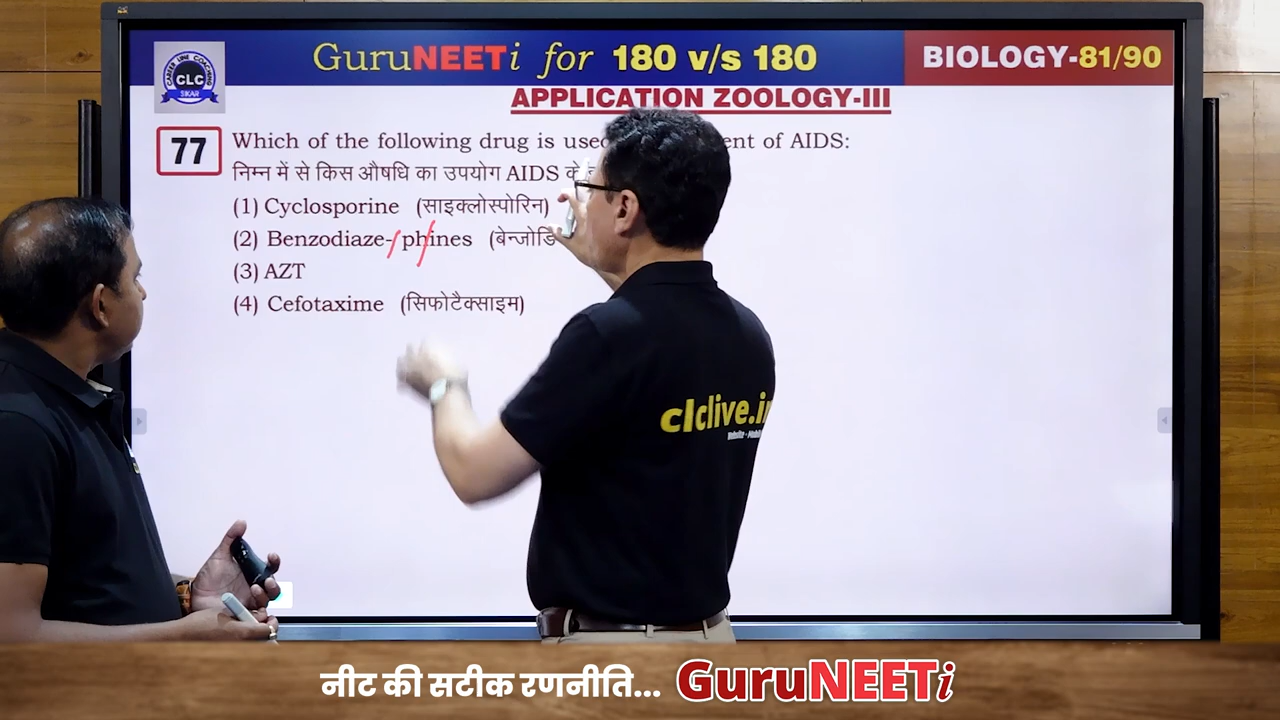 GuruNEETi for 180 v/s 180
BIOLOGY-81/90
CLC
SIKAR
APPLICATION ZOOLOGY-III
77
Which of the following drug is used ent of AIDS:
निम्न में से किस औषधि का उपयोग AIDS के
(1) Cyclosporine (साइक्लोस्पोरिन)
(2) Benzodiaze-phines (बेन्जोडि
(3) AZT
(4) Cefotaxime (सिफोटैक्साइम)
clclive.in
नीट की सटीक रणनीति... GuruNEETi